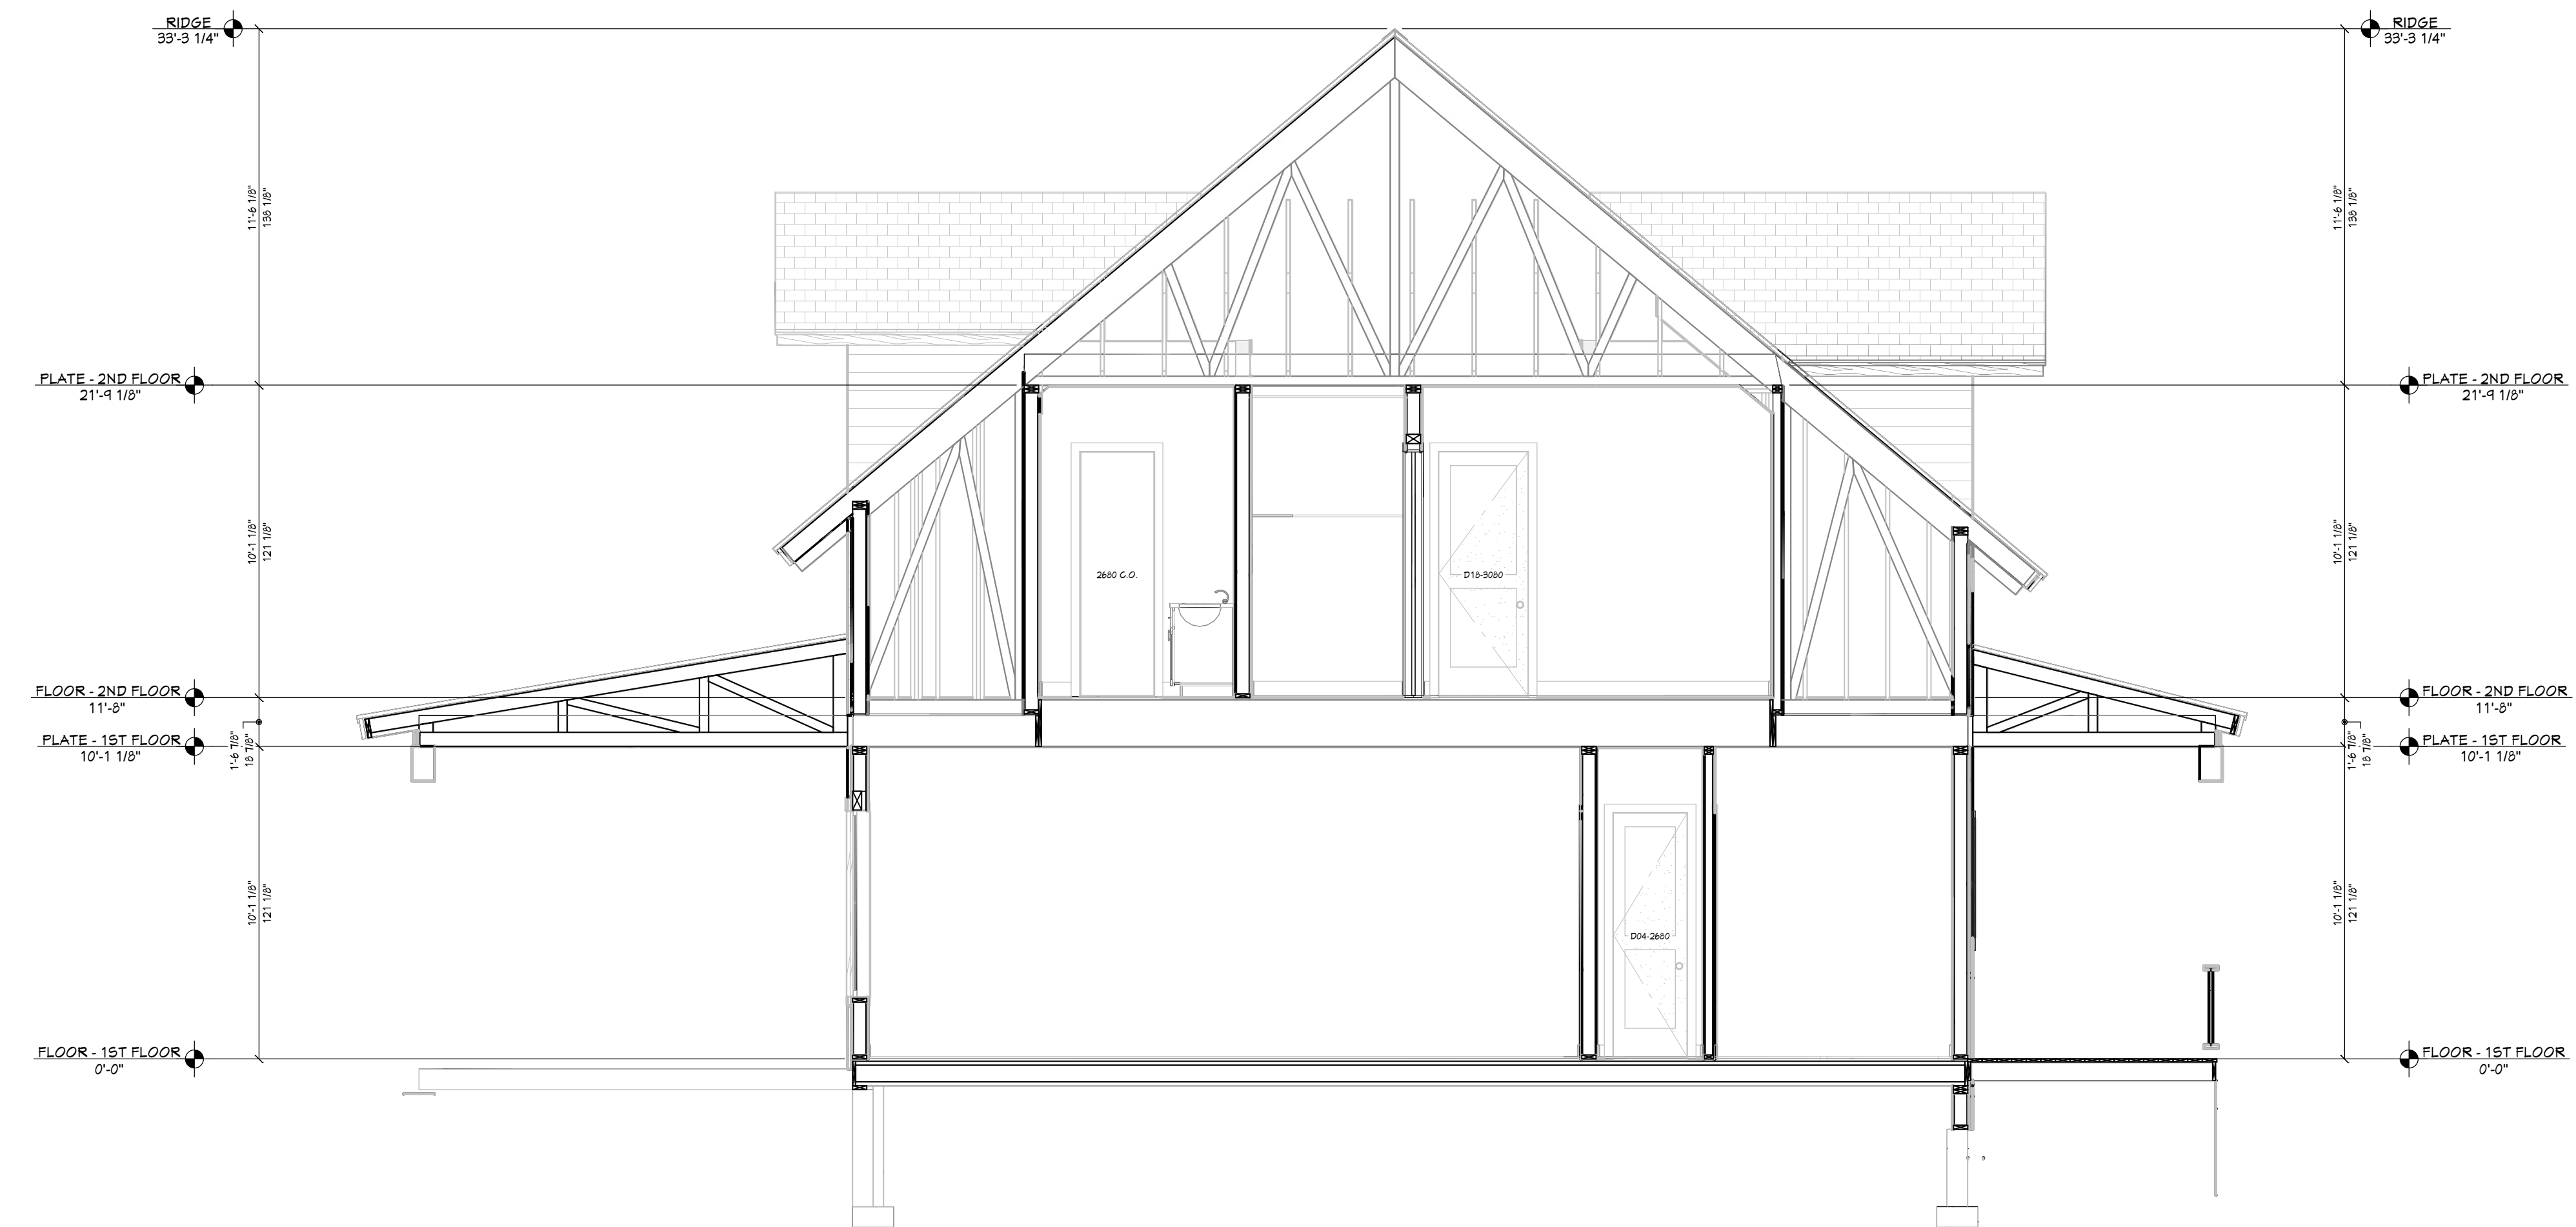 RIDGE
33'-3 1/4"
RIDGE
33'-3 1/4"
11'-6 1/8"
138 1/8"
11'-6 1/8"
138 1/8"
PLATE - 2ND FLOOR
21'-9 1/8"
PLATE - 2ND FLOOR
21'-9 1/8"
10'-1 1/8"
121 1/8"
2680 C.O.
D18-3080
10'-1 1/8"
121 1/8"
FLOOR - 2ND FLOOR
11'-8"
FLOOR - 2ND FLOOR
11'-8"
1'-6 7/8"
18 7/8"
1'-6 7/8"
18 7/8"
PLATE - 1ST FLOOR
10'-1 1/8"
PLATE - 1ST FLOOR
10'-1 1/8"
10'-1 1/8"
121 1/8"
D04-2680
10'-1 1/8"
121 1/8"
FLOOR - 1ST FLOOR
0'-0"
FLOOR - 1ST FLOOR
0'-0"